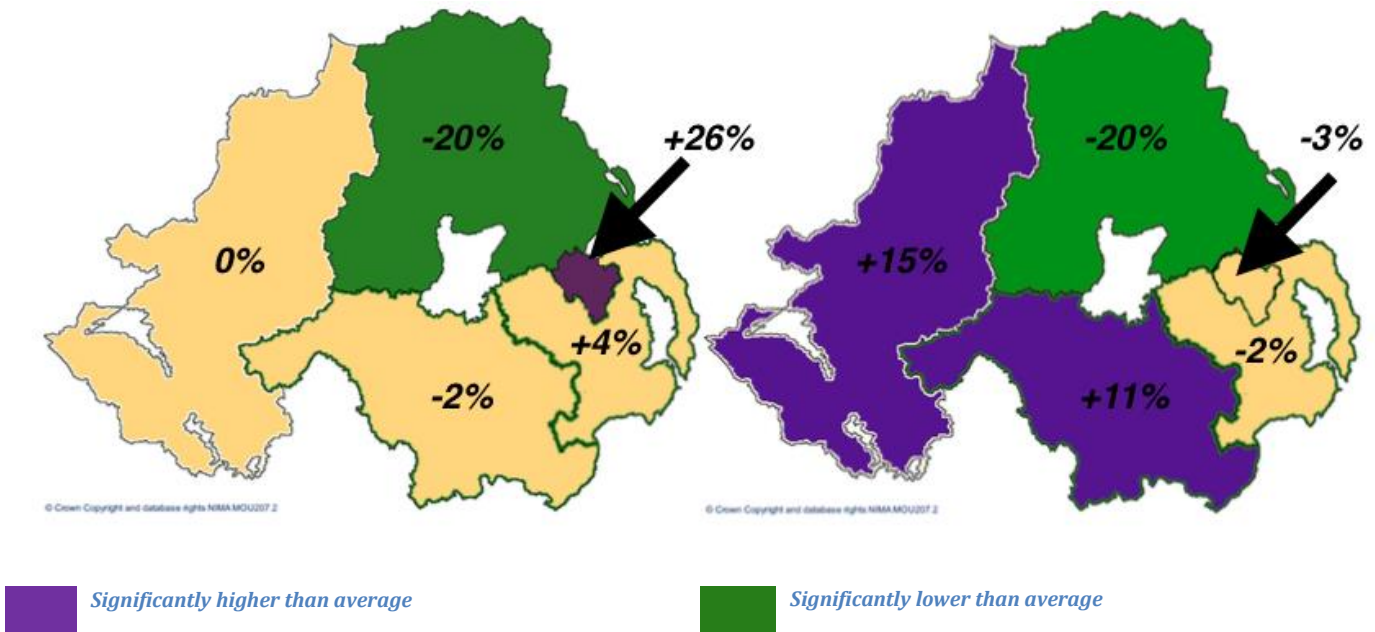 -20%
+26%
0%
+4%
-2%
© Crown Copyright and database rights NIMA MOU207.2
-20%
-3%
+15%
-2%
+11%
© Crown Copyright and database rights NIMA MOU207.2
Significantly higher than average
Significantly lower than average